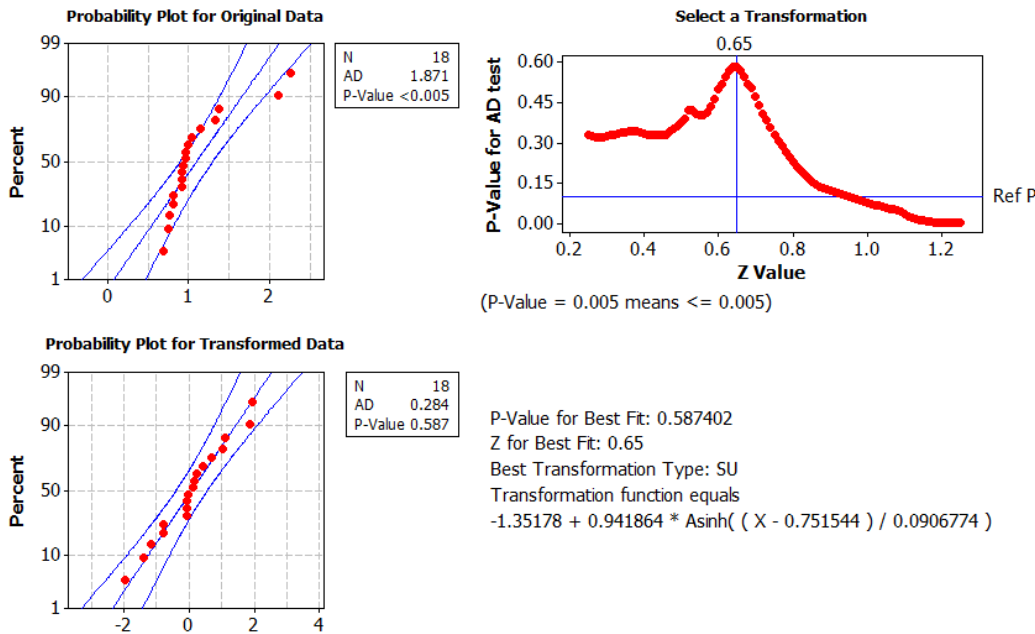 Probability Plot for Original Data
99
90
50
10
1
Percent
0
1
2
N 18
AD 1.871
P-Value <0.005
Select a Transformation
0.65
0.60
0.45
0.30
0.15
0.00
P-Value for AD test
Ref P
0.2
0.4
0.6
0.8
1.0
1.2
Z Value
(P-Value = 0.005 means <= 0.005)
Probability Plot for Transformed Data
99
90
50
10
1
Percent
-2
0
2
4
N 18
AD 0.284
P-Value 0.587
P-Value for Best Fit: 0.587402
Z for Best Fit: 0.65
Best Transformation Type: SU
Transformation function equals
-1.35178 + 0.941864 * Asinh( ( X - 0.751544 ) / 0.0906774 )